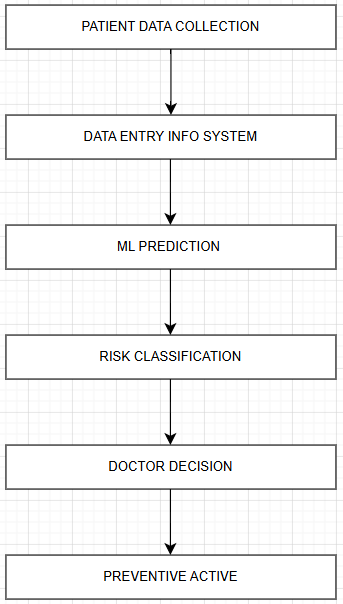 PATIENT DATA COLLECTION
DATA ENTRY INFO SYSTEM
ML PREDICTION
RISK CLASSIFICATION
DOCTOR DECISION
PREVENTIVE ACTIVE